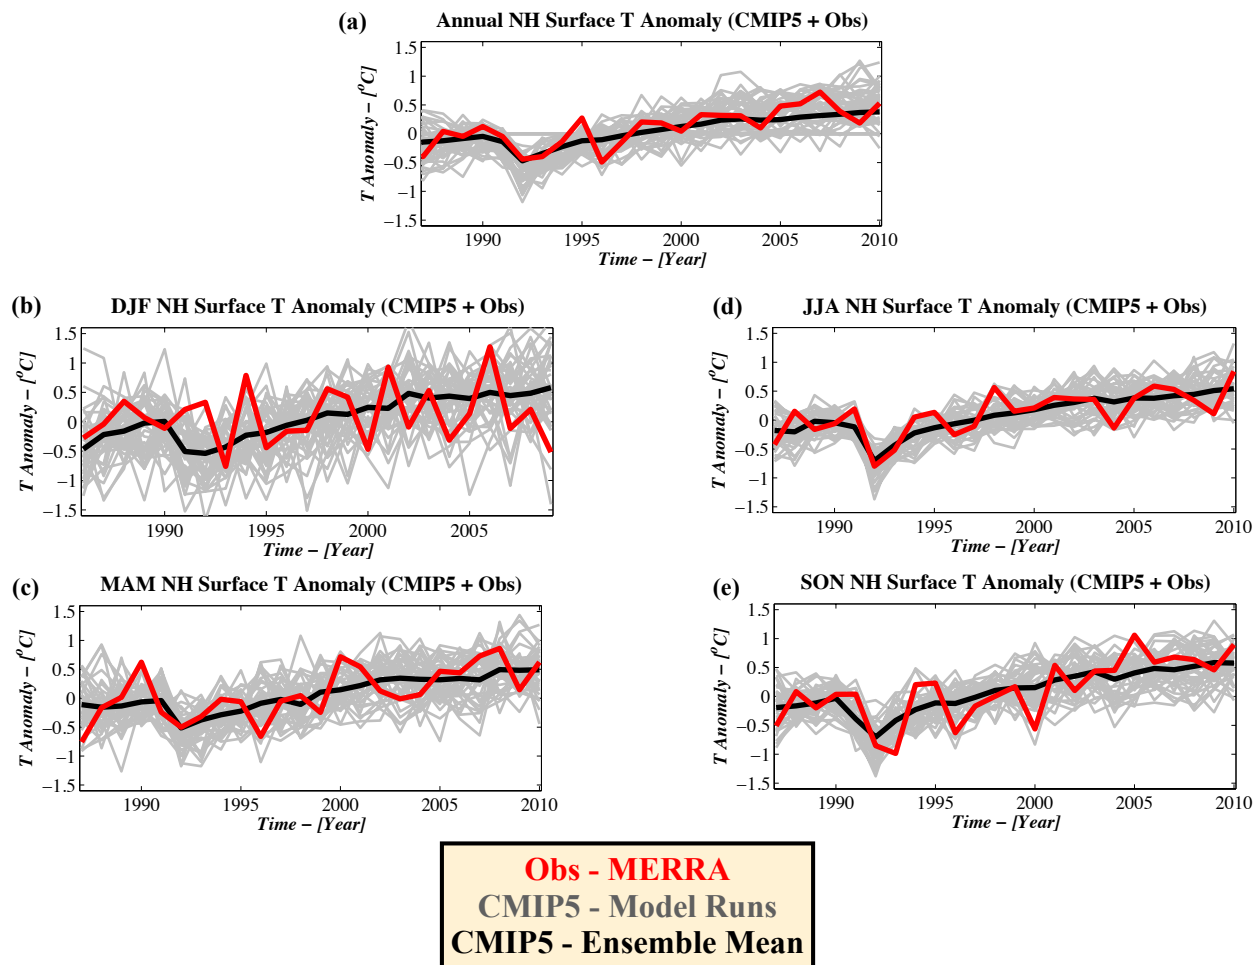 (a)
Annual NH Surface T Anomaly (CMIP5 + Obs)
T Anomaly – [°C]
1.5
1
0.5
0
−0.5
−1
−1.5
1990 1995 2000 2005 2010
Time – [Year]
(b)
DJF NH Surface T Anomaly (CMIP5 + Obs)
T Anomaly – [°C]
1.5
1
0.5
0
−0.5
−1
−1.5
1990 1995 2000 2005
Time – [Year]
(d)
JJA NH Surface T Anomaly (CMIP5 + Obs)
T Anomaly – [°C]
1.5
1
0.5
0
−0.5
−1
−1.5
1990 1995 2000 2005 2010
Time – [Year]
(c)
MAM NH Surface T Anomaly (CMIP5 + Obs)
T Anomaly – [°C]
1.5
1
0.5
0
−0.5
−1
−1.5
1990 1995 2000 2005 2010
Time – [Year]
(e)
SON NH Surface T Anomaly (CMIP5 + Obs)
T Anomaly – [°C]
1.5
1
0.5
0
−0.5
−1
−1.5
1990 1995 2000 2005 2010
Time – [Year]
Obs - MERRA
CMIP5 - Model Runs
CMIP5 - Ensemble Mean